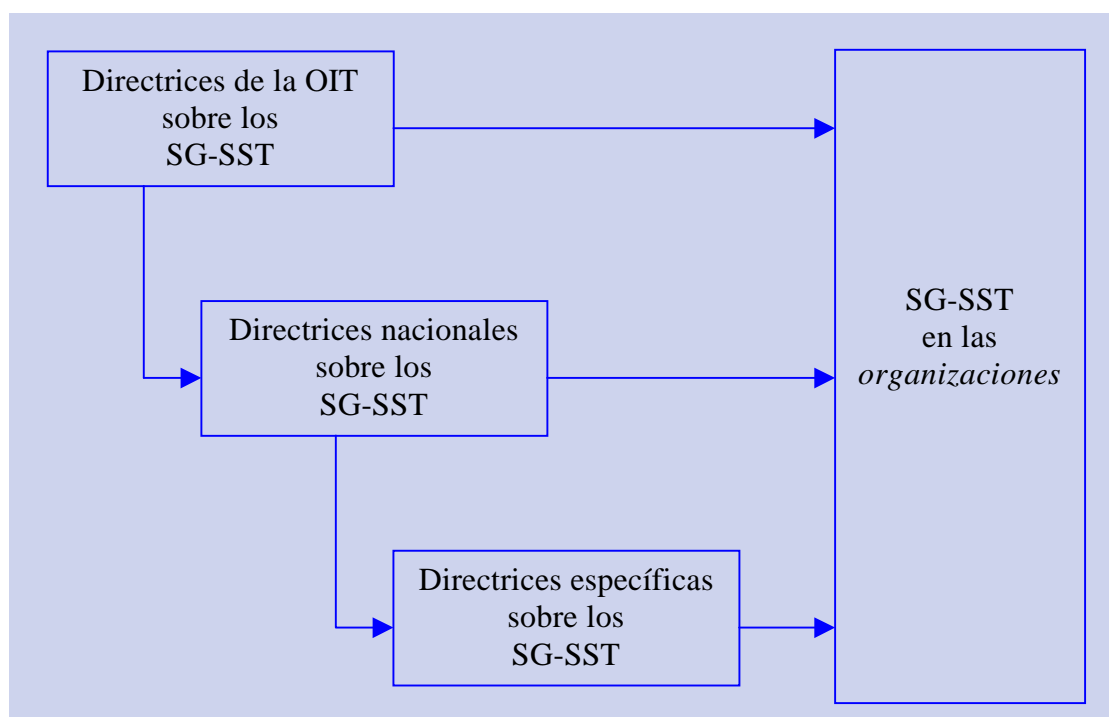 Directrices de la OIT
sobre los
SG-SST
Directrices nacionales
sobre los
SG-SST
Directrices específicas
sobre los
SG-SST
SG-SST
en las
organizaciones